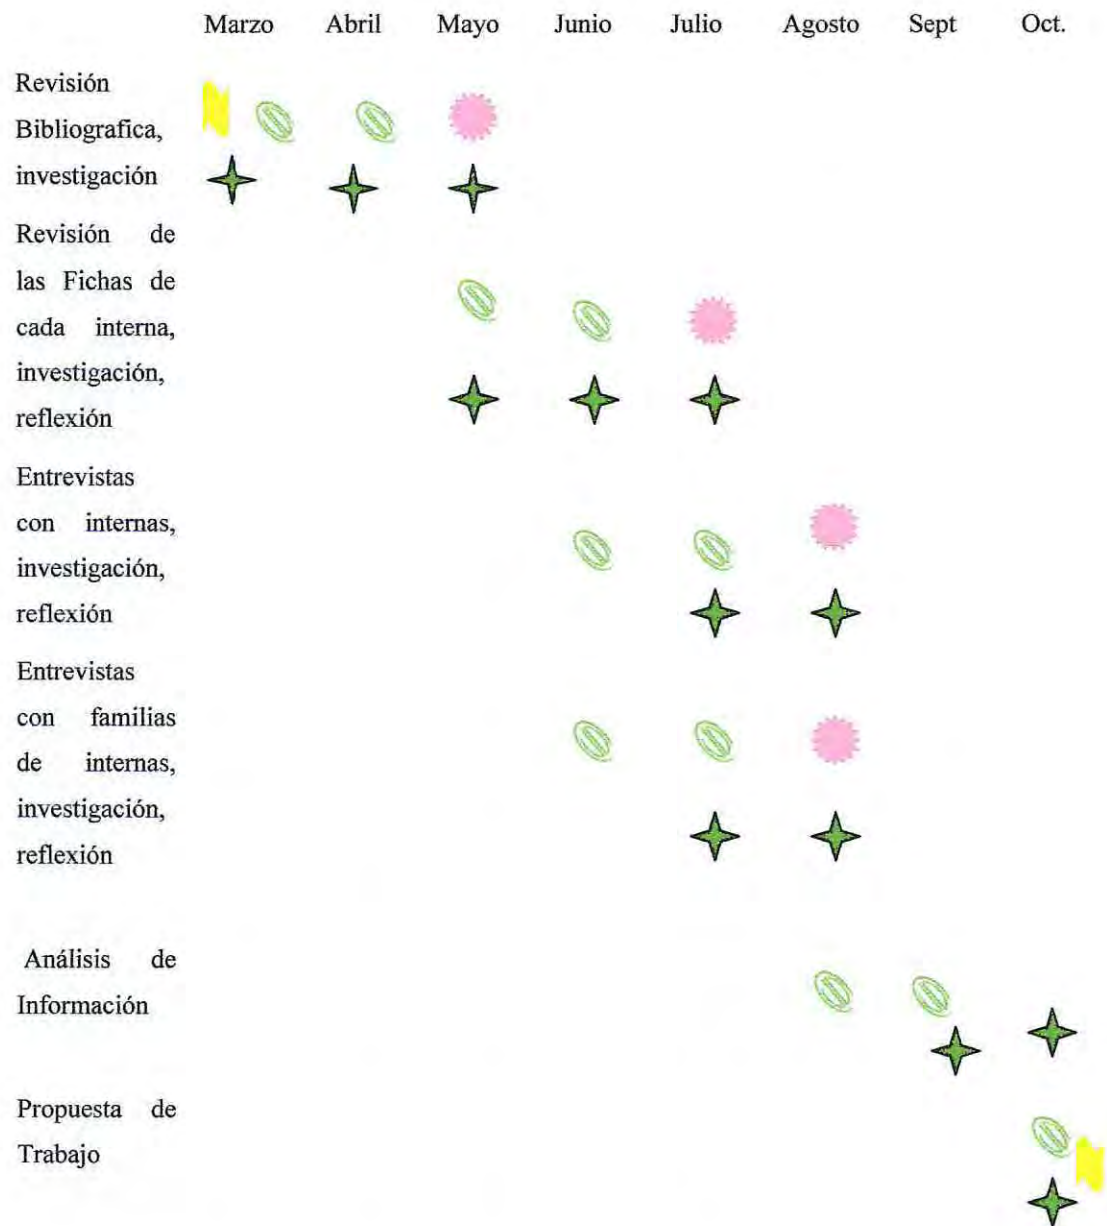 Marzo Abril Mayo Junio Julio Agosto Sept Oct.
Revisión
Bibliografica,
investigación
Revisión de
las Fichas de
cada interna,
investigación,
reflexión
Entrevistas
con internas,
investigación,
reflexión
Entrevistas
con familias
de internas,
investigación,
reflexión
Análisis de
Información
Propuesta de
Trabajo